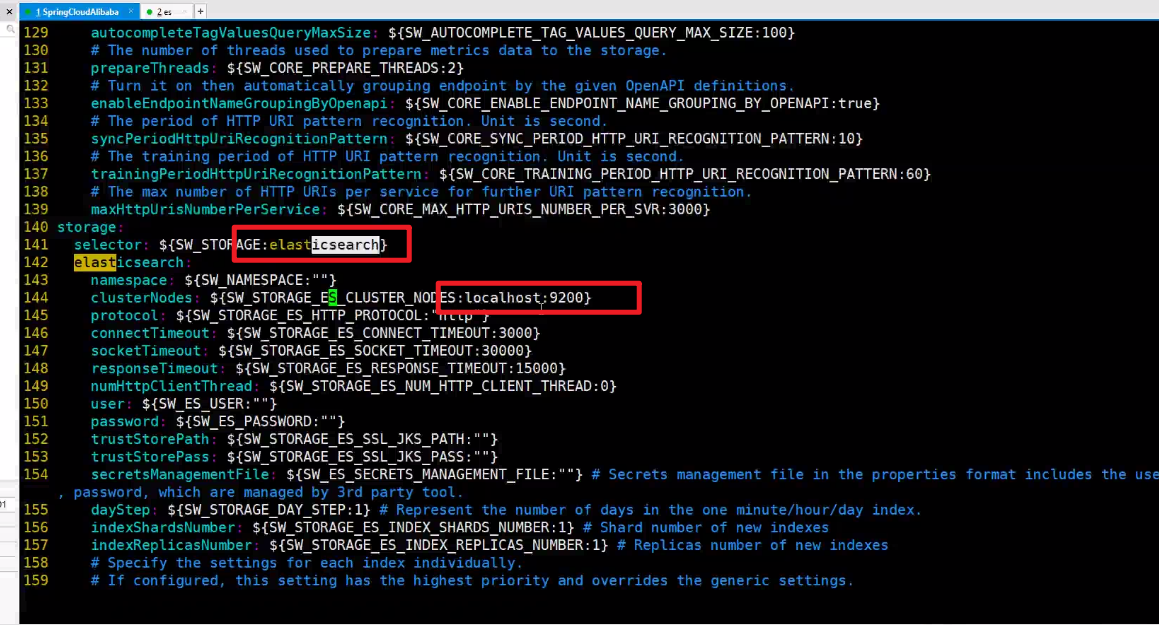 1 SpringCloudAlibaba × 2 es +
129 autocompleteTagValuesQueryMaxSize: ${SW_AUTOCOMPLETE_TAG_VALUES_QUERY_MAX_SIZE:100}
130 # The number of threads used to prepare metrics data to the storage.
131 prepareThreads: ${SW_CORE_PREPARE_THREADS:2}
132 # Turn it on then automatically grouping endpoint by the given OpenAPI definitions.
133 enableEndpointNameGroupingByOpenapi: ${SW_CORE_ENABLE_ENDPOINT_NAME_GROUPING_BY_OPENAPI:true}
134 # The period of HTTP URI pattern recognition. Unit is second.
135 syncPeriodHttpUriRecognitionPattern: ${SW_CORE_SYNC_PERIOD_HTTP_URI_RECOGNITION_PATTERN:10}
136 # The training period of HTTP URI pattern recognition. Unit is second.
137 trainingPeriodHttpUriRecognitionPattern: ${SW_CORE_TRAINING_PERIOD_HTTP_URI_RECOGNITION_PATTERN:60}
138 # The max number of HTTP URIs per service for further URI pattern recognition.
139 maxHttpUrisNumberPerService: ${SW_CORE_MAX_HTTP_URIS_NUMBER_PER_SVR:3000}
140 storage:
141 selector: ${SW_STORAGE:elasticsearch}
142 elasticsearch:
143 namespace: ${SW_NAMESPACE:""}
144 clusterNodes: ${SW_STORAGE_ES_CLUSTER_NODES:localhost:9200}
145 protocol: ${SW_STORAGE_ES_HTTP_PROTOCOL:"http"}
146 connectTimeout: ${SW_STORAGE_ES_CONNECT_TIMEOUT:3000}
147 socketTimeout: ${SW_STORAGE_ES_SOCKET_TIMEOUT:30000}
148 responseTimeout: ${SW_STORAGE_ES_RESPONSE_TIMEOUT:15000}
149 numHttpClientThread: ${SW_STORAGE_ES_NUM_HTTP_CLIENT_THREAD:0}
150 user: ${SW_ES_USER:""}
151 password: ${SW_ES_PASSWORD:""}
152 trustStorePath: ${SW_STORAGE_ES_SSL_JKS_PATH:""}
153 trustStorePass: ${SW_STORAGE_ES_SSL_JKS_PASS:""}
154 secretsManagementFile: ${SW_ES_SECRETS_MANAGEMENT_FILE:""} # Secrets management file in the properties format includes the use
, password, which are managed by 3rd party tool.
155 dayStep: ${SW_STORAGE_DAY_STEP:1} # Represent the number of days in the one minute/hour/day index.
156 indexShardsNumber: ${SW_STORAGE_ES_INDEX_SHARDS_NUMBER:1} # Shard number of new indexes
157 indexReplicasNumber: ${SW_STORAGE_ES_INDEX_REPLICAS_NUMBER:1} # Replicas number of new indexes
158 # Specify the settings for each index individually.
159 # If configured, this setting has the highest priority and overrides the generic settings.